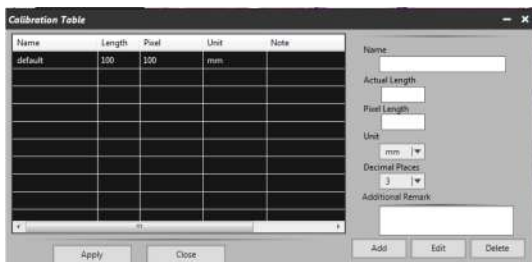 Calibration Table
Name Length Pixel Unit Note
default 100 100 mm
Name
Actual Length
Pixel Length
Unit
mm
Decimal Places
3
Additional Remark
Apply Close
Add Edit Delete